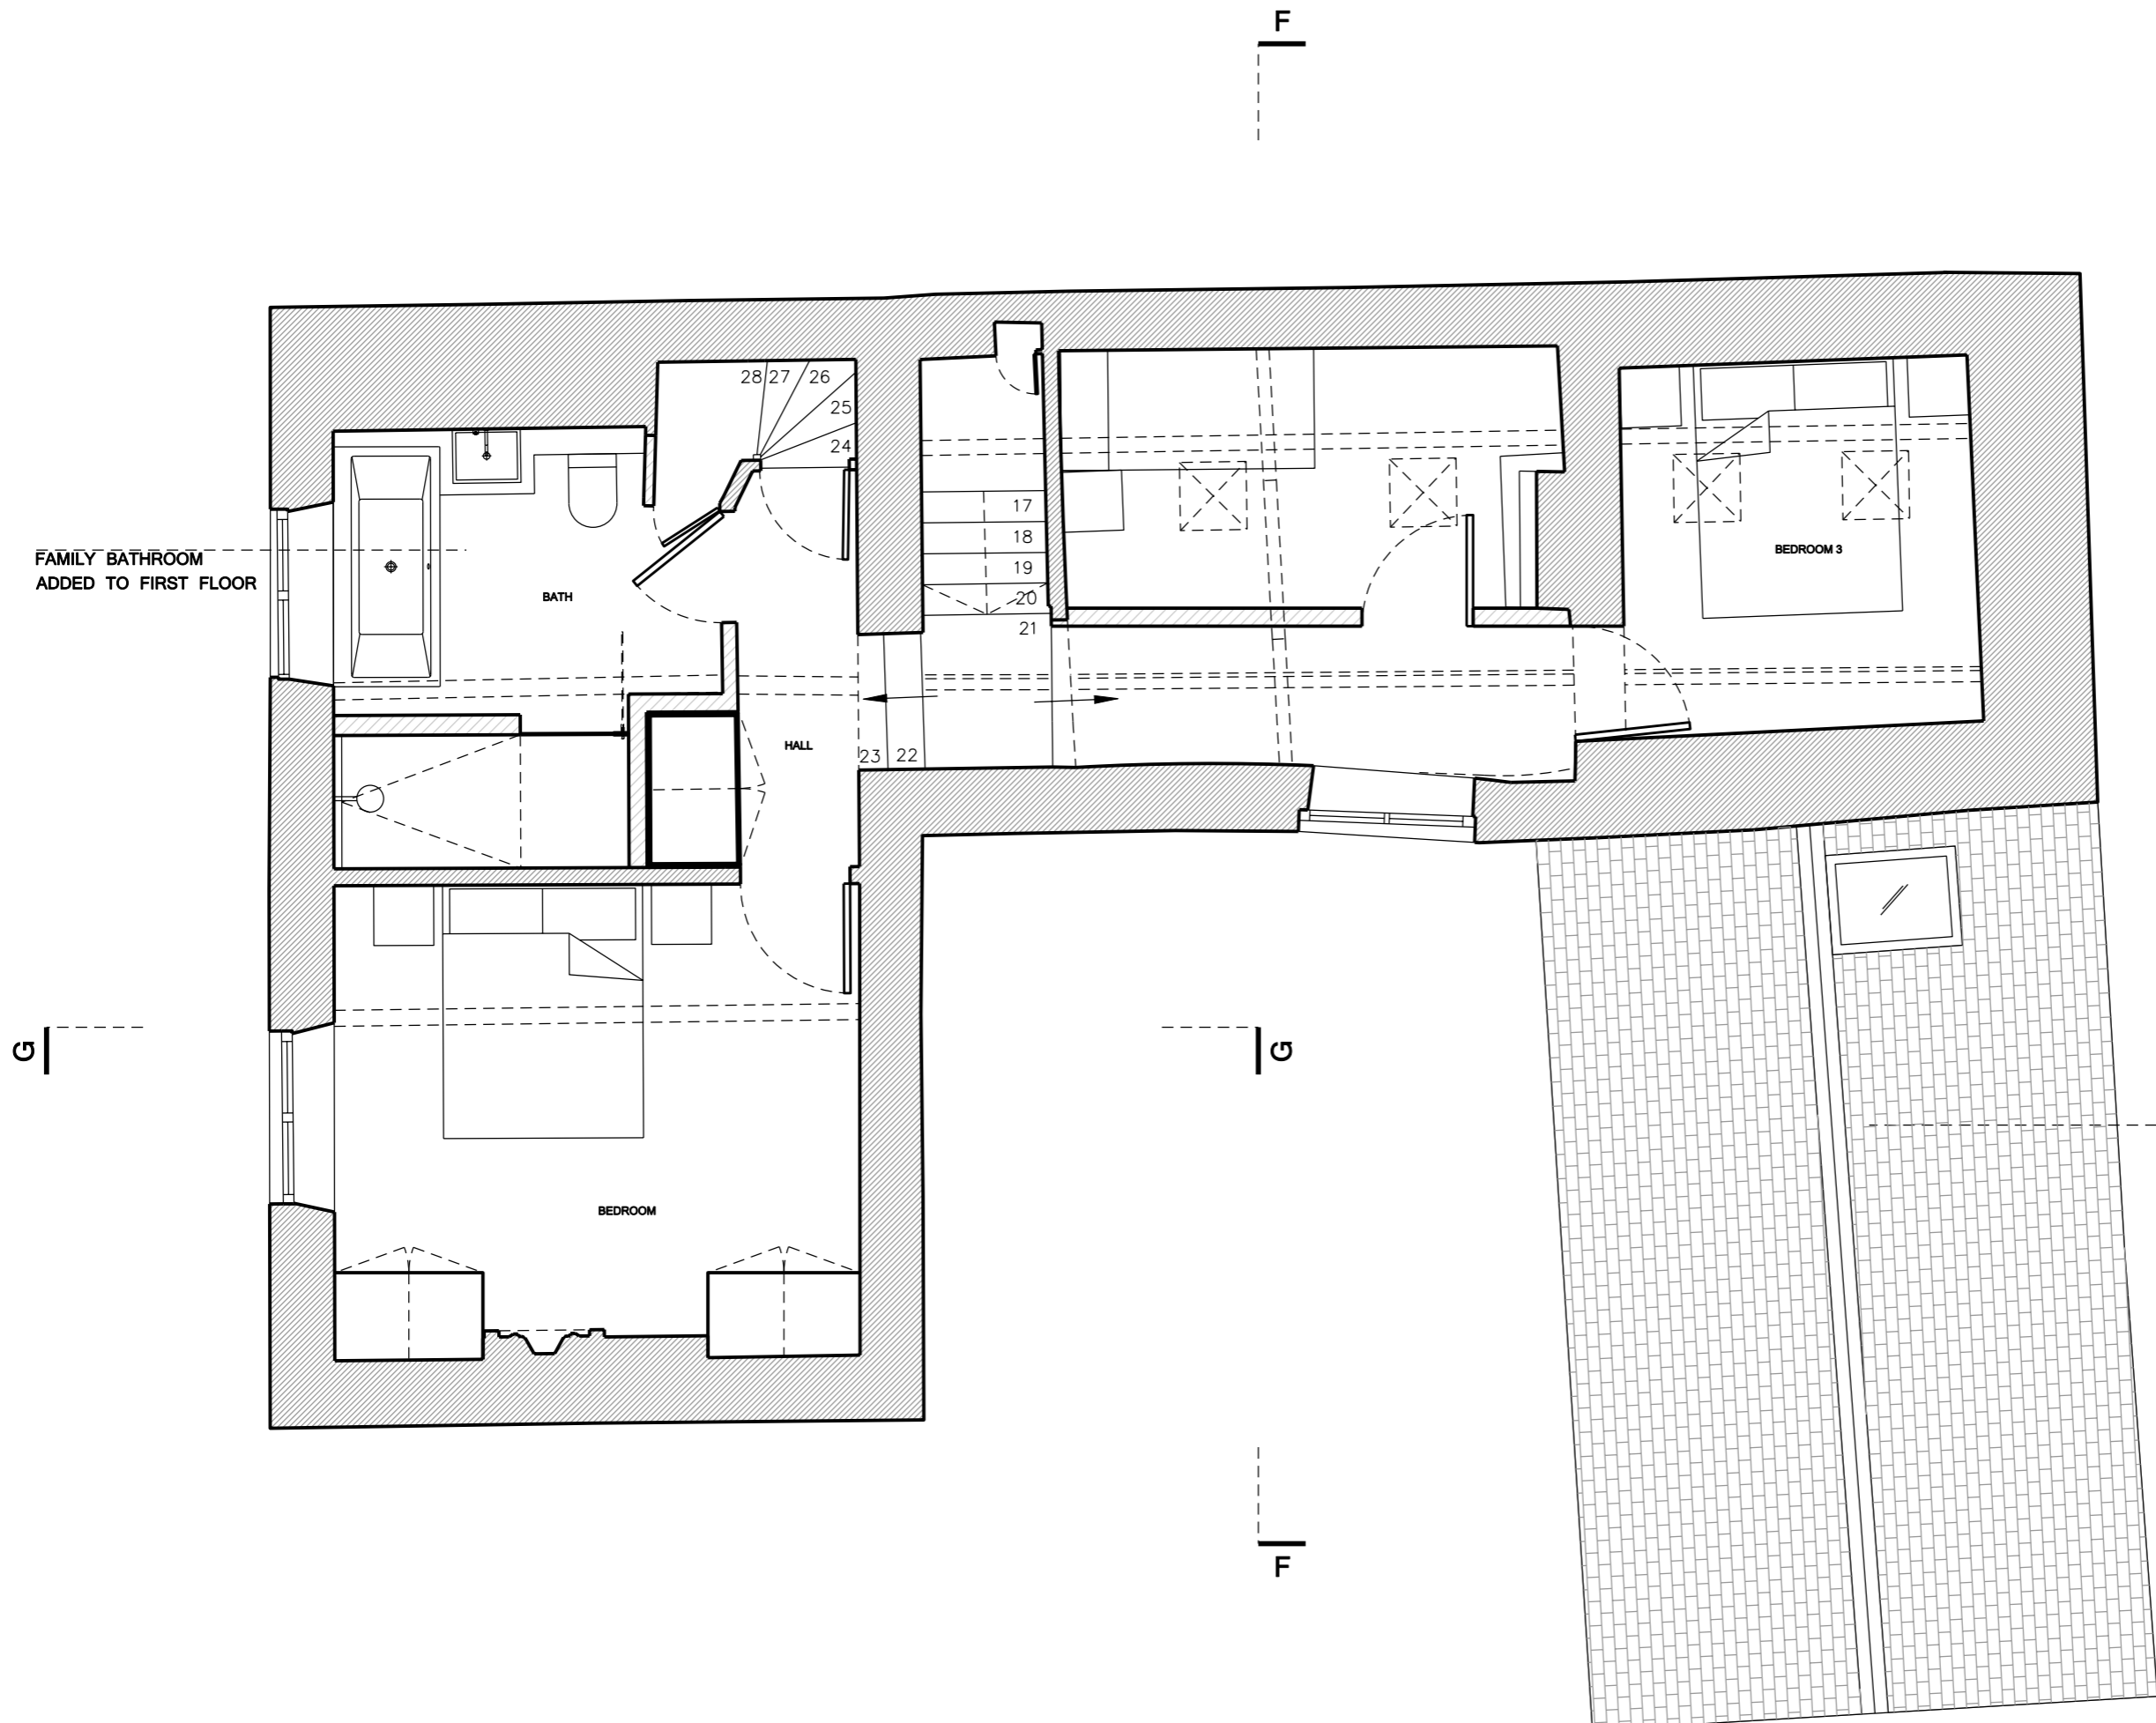 F
28 27 26
25
24
17
18
19
20
21
BEDROOM 3
FAMILY BATHROOM
ADDED TO FIRST FLOOR
BATH
HALL
23 22
G
G
BEDROOM
F